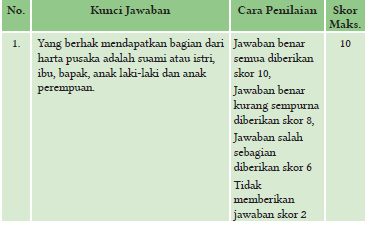 No. Kunci Jawaban Cara Penilaian Skor Maks.
1. Yang berhak mendapatkan bagian dari
harta pusaka adalah suami atau istri,
ibu, bapak, anak laki-laki dan anak
perempuan.
Jawaban benar
semua diberikan
skor 10,
Jawaban benar
kurang sempurna
diberikan skor 8,
Jawaban salah
sebagian
diberikan skor 6
Tidak
memberikan
jawaban skor 2
10